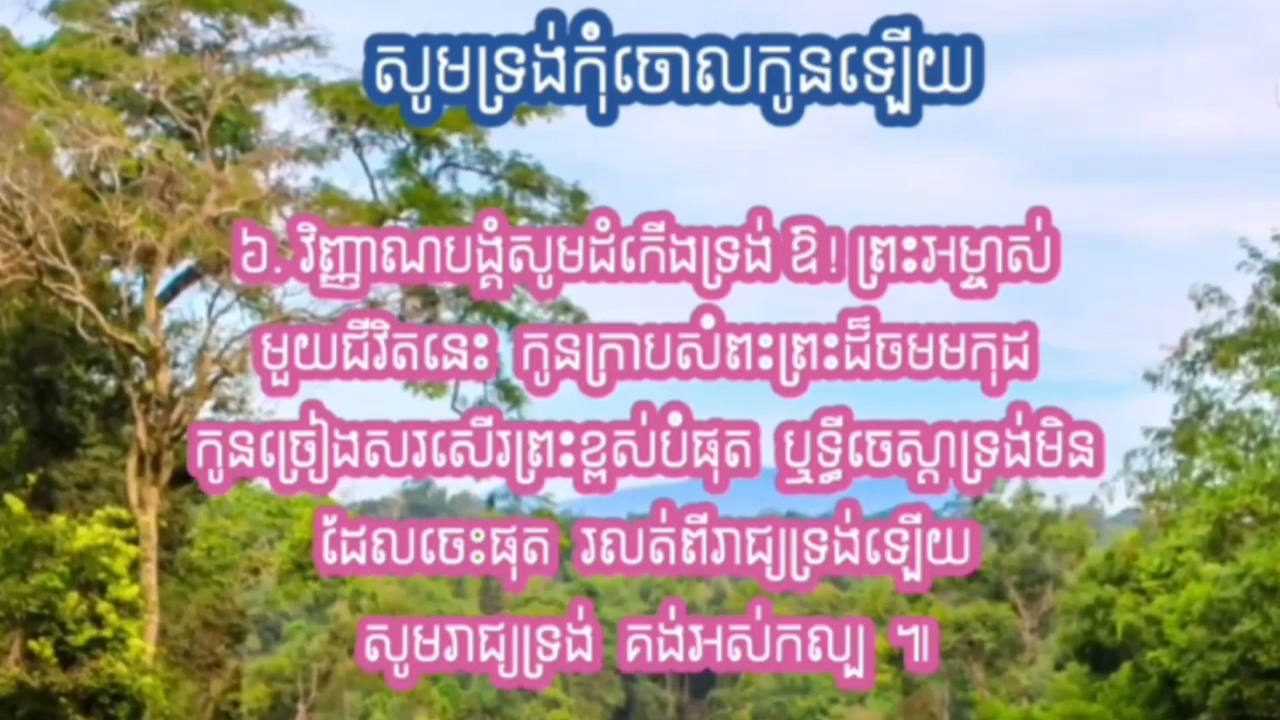 សូមទ្រង់កុំចោលកូនឡើយ
៦. វិញ្ញាណបង្គំសូមដំកើងទ្រង់ ឱ! ព្រះអម្ចាស់
មួយជីវិតនេះ កូនក្រាបសំពះព្រះដ៏ចមមកុដ
កូនច្រៀងសរសើរព្រះខ្ពស់បំផុត ឬទ្ធីចេស្តាទ្រង់មិន
ដែលចេះផុត រលត់ពីរាជ្យទ្រង់ឡើយ
សូមរាជ្យទ្រង់ គង់អស់កល្ប ៕